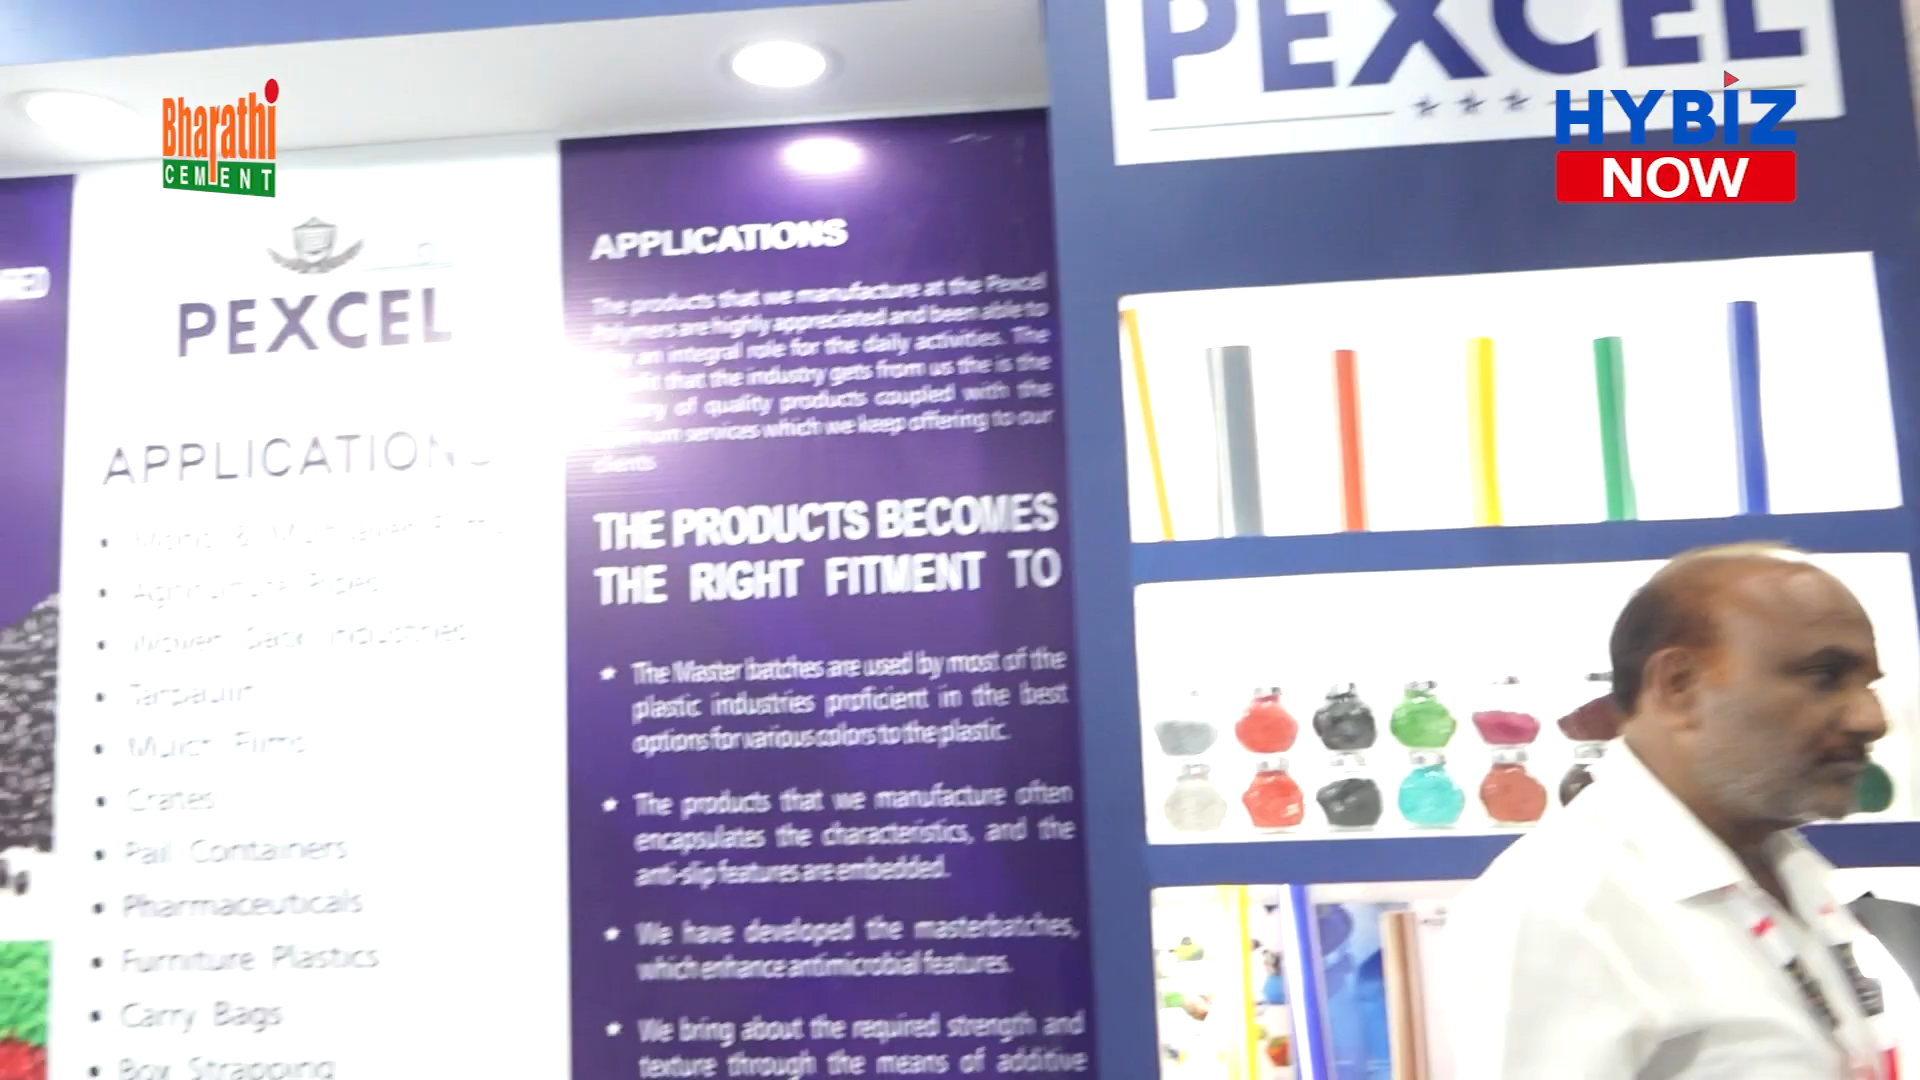 Bharathi
CEMENT
PEXCEL
HYBIZ
NOW
PEXCEL
APPLICATION
• Mono & Multilayer Films
• Agriculture Pipes
• Woven Sack Industries
• Tarpaulin
• Mulch Films
• Crates
• Pail Containers
• Pharmaceuticals
• Furniture Plastics
• Carry Bags
• Box Strapping
APPLICATIONS
The products that we manufacture at the Pexcel
Polymers are highly appreciated and been able to
an integral role for the daily activities. The
that the industry gets from us the is the
of quality products coupled with the
services which we keep offering to our
clients
THE PRODUCTS BECOMES
THE RIGHT FITMENT TO
★ The Master batches are used by most of the
plastic industries proficient in the best
options for various colors to the plastic.
★ The products that we manufacture often
encapsulates the characteristics, and the
anti-slip features are embedded.
★ We have developed the masterbatches,
which enhance antimicrobial features.
★ We bring about the required strength and
texture through the means of additive